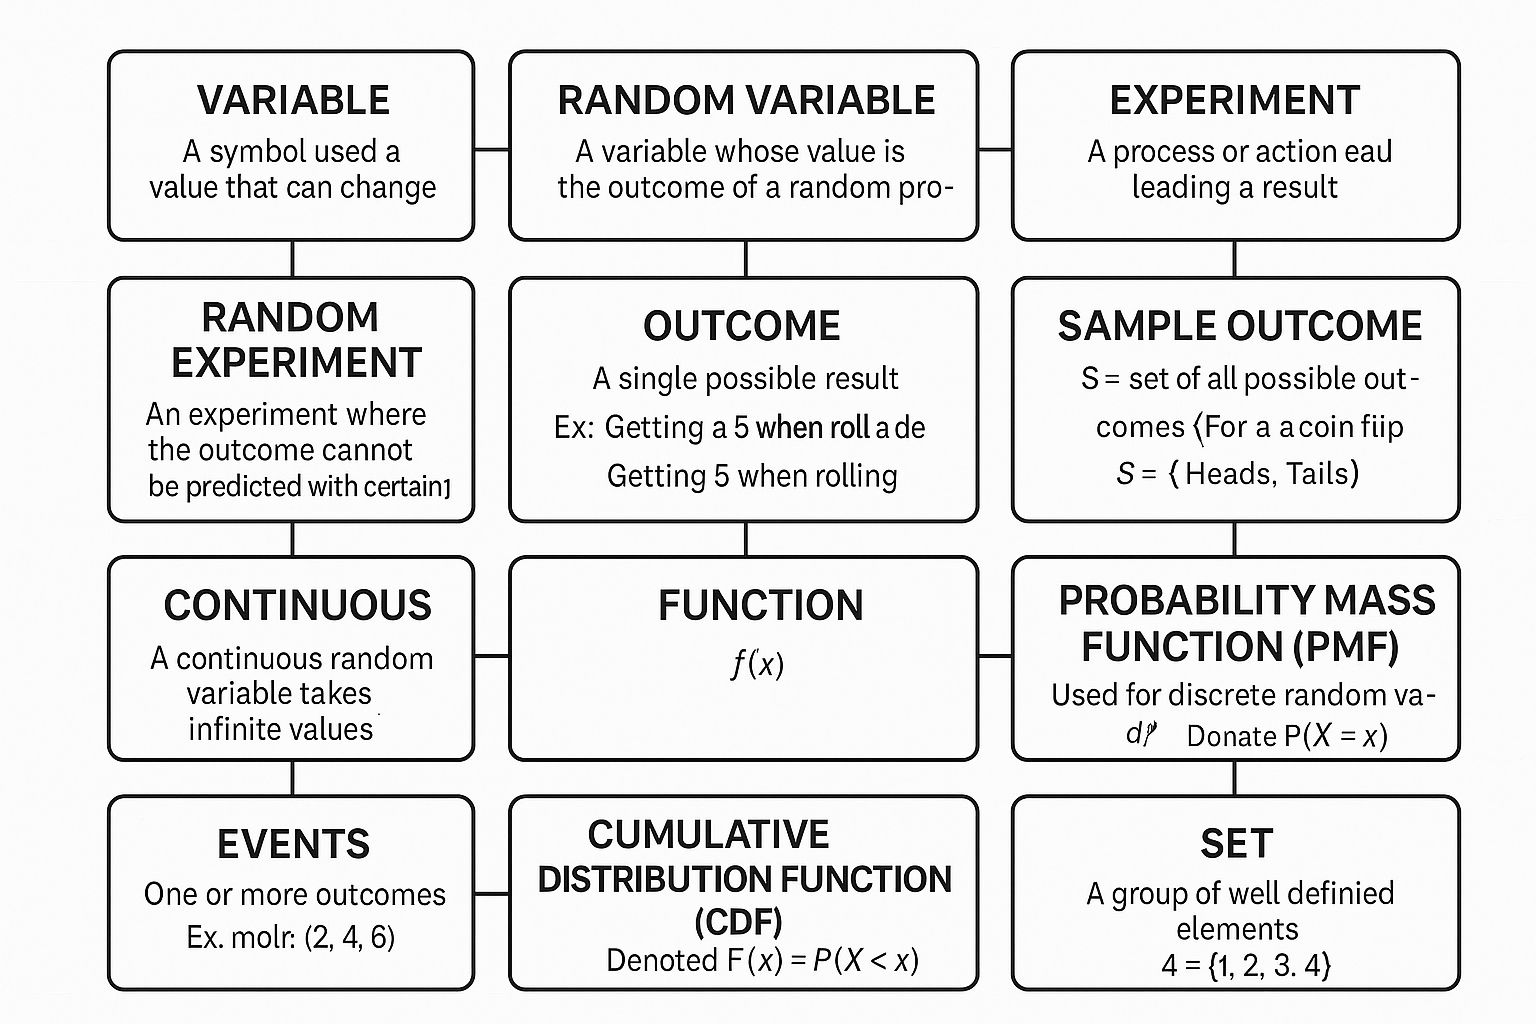 VARIABLE
A symbol used a
value that can change
RANDOM VARIABLE
A variable whose value is
the outcome of a random pro-
EXPERIMENT
A process or action eau
leading a result
RANDOM
EXPERIMENT
An experiment where
the outcome cannot
be predicted with certain
OUTCOME
A single possible result
Ex: Getting a 5 when roll a de
Getting 5 when rolling
SAMPLE OUTCOME
S = set of all possible out-
comes (For a a coin fiip
S = {Heads, Tails)
CONTINUOUS
A continuous random
variable takes
infinite values
FUNCTION
f(x)
PROBABILITY MASS
FUNCTION (PMF)
Used for discrete random va-
Donate P(X = x)
EVENTS
One or more outcomes
Ex. molr: (2, 4, 6)
CUMULATIVE
DISTRIBUTION FUNCTION
(CDF)
Denoted F(x) = P(X < x)
SET
A group of well definied
elements
4 = {1, 2, 3. 4}